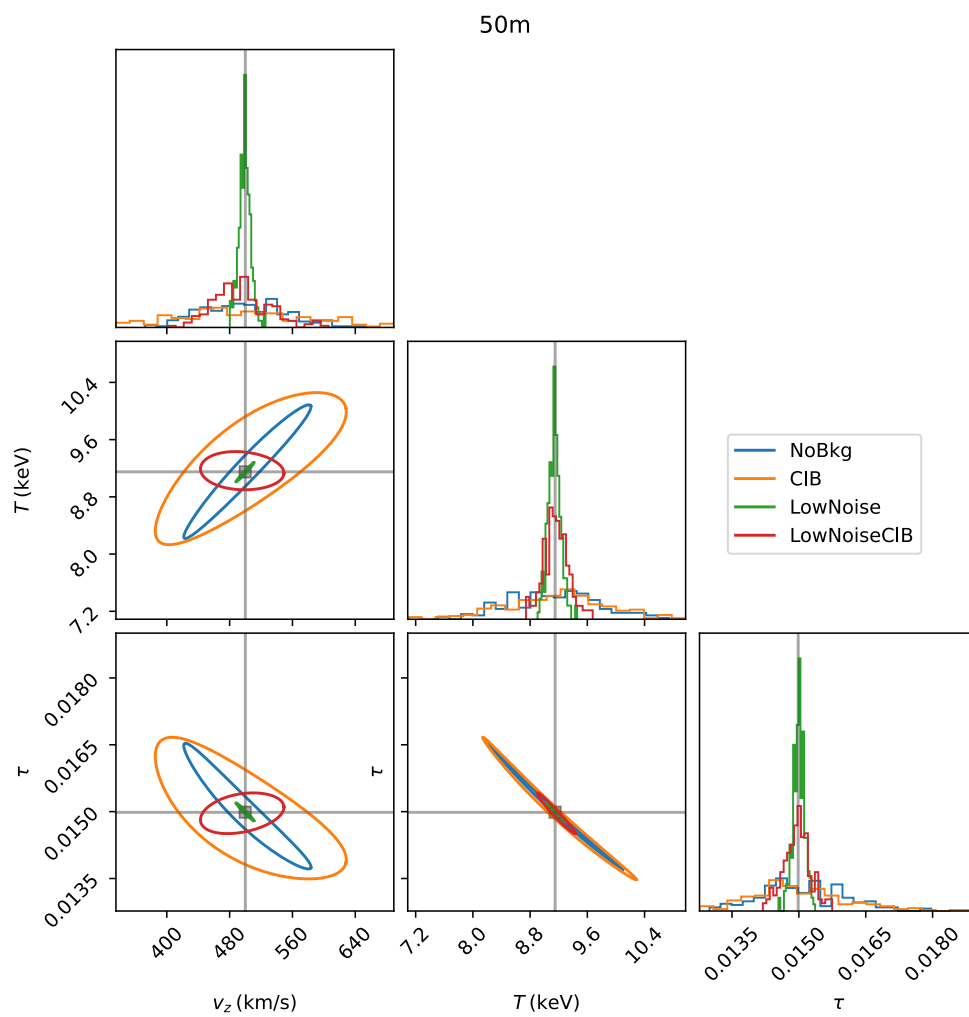 50m
10.4
9.6
8.8
8.0
7.2
T (keV)
NoBkg
CIB
LowNoise
LowNoiseCIB
0.0180
0.0165
0.0150
0.0135
τ
τ
400
480
560
640
v_z (km/s)
7.2
8.0
8.8
9.6
10.4
T (keV)
0.0135
0.0150
0.0165
0.0180
τ